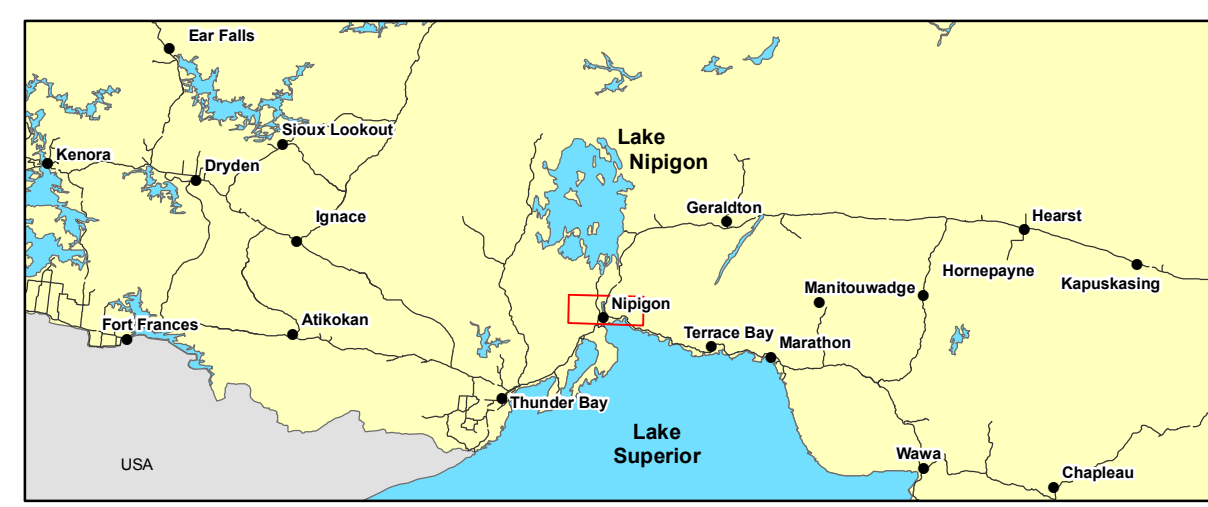 Ear Falls
Sioux Lookout
Lake
Nipigon
Kenora
Dryden
Geraldton
Ignace
Hearst
Hornepayne
Kapuskasing
Manitouwadge
Nipigon
Fort Frances
Atikokan
Terrace Bay
Marathon
Thunder Bay
Lake
Superior
Wawa
USA
Chapleau